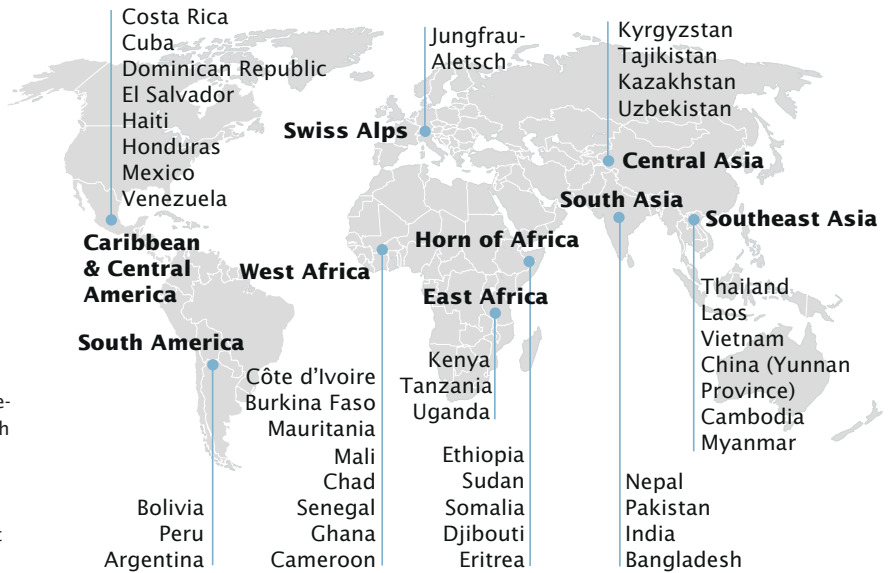 Costa Rica
Cuba
Dominican Republic
El Salvador
Haiti
Honduras
Mexico
Venezuela
Caribbean
& Central
America
Jungfrau-
Aletsch
Swiss Alps
Kyrgyzstan
Tajikistan
Kazakhstan
Uzbekistan
Central Asia
South Asia
Southeast Asia
Horn of Africa
West Africa
East Africa
South America
Thailand
Laos
Vietnam
China (Yunnan
Province)
Cambodia
Myanmar
Kenya
Tanzania
Uganda
Côte d’Ivoire
Burkina Faso
Mauritania
Mali
Chad
Senegal
Ghana
Cameroon
Ethiopia
Sudan
Somalia
Djibouti
Eritrea
Nepal
Pakistan
India
Bangladesh
Bolivia
Peru
Argentina